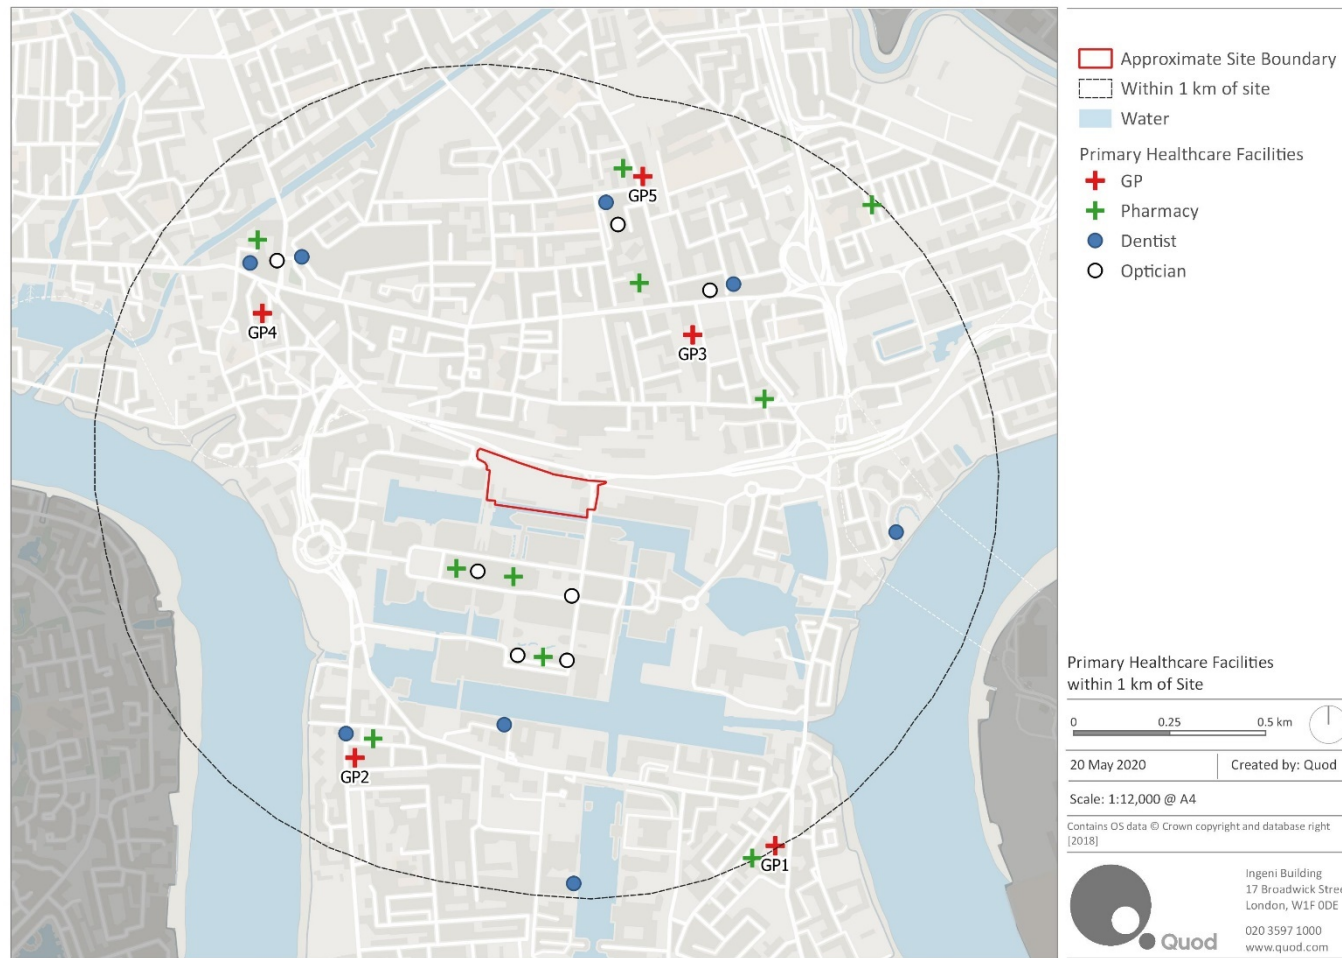 Approximate Site Boundary
Within 1 km of site
Water
Primary Healthcare Facilities
GP
Pharmacy
Dentist
Optician
GP5
GP4
GP3
GP2
GP1
Primary Healthcare Facilities
within 1 km of Site
0 0.25 0.5 km
20 May 2020 Created by: Quod
Scale: 1:12,000 @ A4
Contains OS data © Crown copyright and database right
[2018]
Ingeni Building
17 Broadwick Stree
London, W1F 0DE
020 3597 1000
www.quod.com
Quod